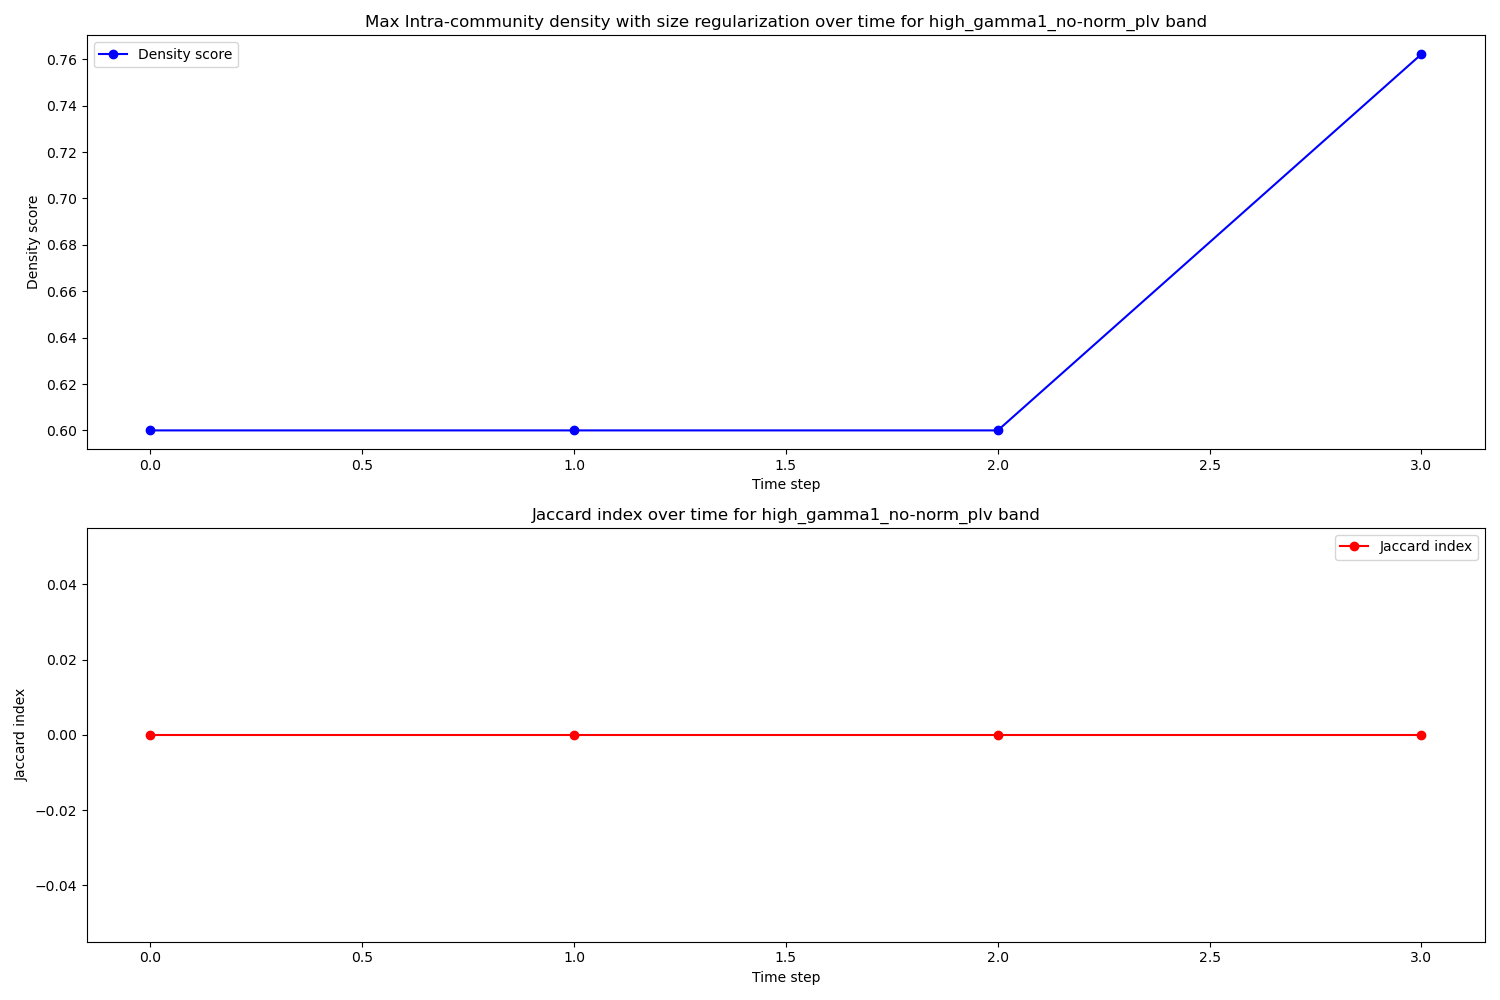 Max Intra-community density with size regularization over time for high_gamma1_no-norm_plv band
Density score
0.76
0.74
0.72
0.70
0.68
0.66
0.64
0.62
0.60
Density score
0.0 0.5 1.0 1.5 2.0 2.5 3.0
Time step
Jaccard index over time for high_gamma1_no-norm_plv band
Jaccard index
0.04
0.02
0.00
−0.02
−0.04
Jaccard index
0.0 0.5 1.0 1.5 2.0 2.5 3.0
Time step